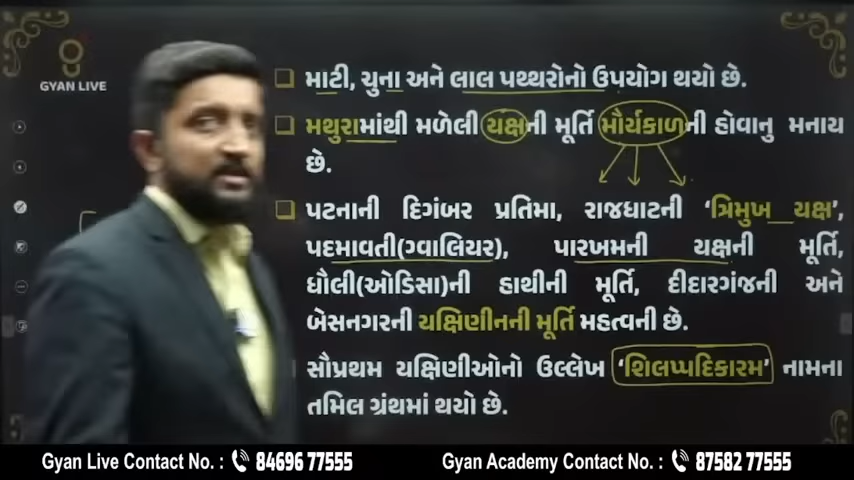 GYAN LIVE
માટી, ચુના અને લાલ પથ્થરોનો ઉપયોગ થયો છે.
મથુરામાંથી મળેલી યક્ષની મૂર્તિ મૌર્યકાળની હોવાનુ મનાય
છે.
પટનાની દિગંબર પ્રતિમા, રાજઘાટની 'ત્રિમુખ યક્ષ',
પદમાવતી(ગ્વાલિયર), પારખમની યક્ષની મૂર્તિ,
ધૌલી(ઓડિસા)ની હાથીની મૂર્તિ, દીદારગંજની અને
બેસનગરની યક્ષિણીનની મૂર્તિ મહત્વની છે.
સૌપ્રથમ યક્ષિણીઓનો ઉલ્લેખ 'શિલપ્પદિકારમ' નામના
તમિલ ગ્રંથમાં થયો છે.
Gyan Live Contact No. : 84696 77555 Gyan Academy Contact No. : 87582 77555